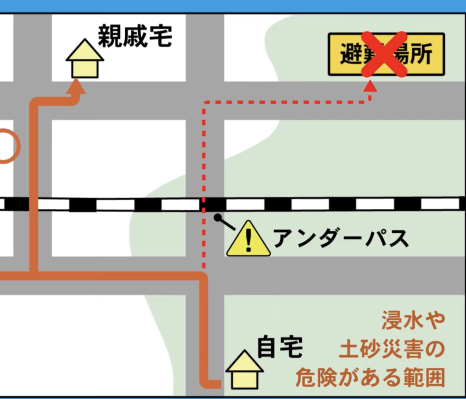 親戚宅
避難場所
アンダーパス
自宅
浸水や
土砂災害の
危険がある範囲